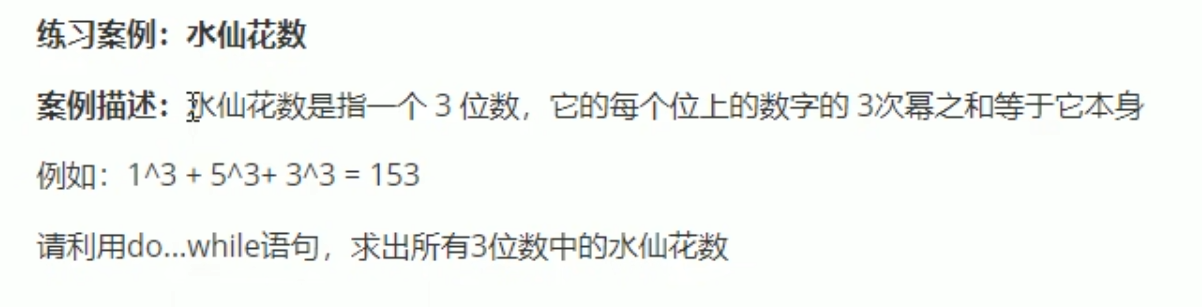 练习案例：水仙花数
案例描述：水仙花数是指一个 3 位数，它的每个位上的数字的 3次幂之和等于它本身
例如：1^3 + 5^3+ 3^3 = 153
请利用do...while语句，求出所有3位数中的水仙花数